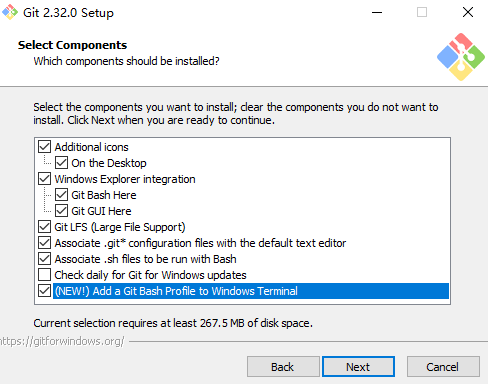 Git 2.32.0 Setup
Select Components
Which components should be installed?
Select the components you want to install; clear the components you do not want to
install. Click Next when you are ready to continue.
Additional icons
On the Desktop
Windows Explorer integration
Git Bash Here
Git GUI Here
Git LFS (Large File Support)
Associate .git* configuration files with the default text editor
Associate .sh files to be run with Bash
Check daily for Git for Windows updates
(NEW!) Add a Git Bash Profile to Windows Terminal
Current selection requires at least 267.5 MB of disk space.
ttps://gitforwindows.org/
Back Next Cancel